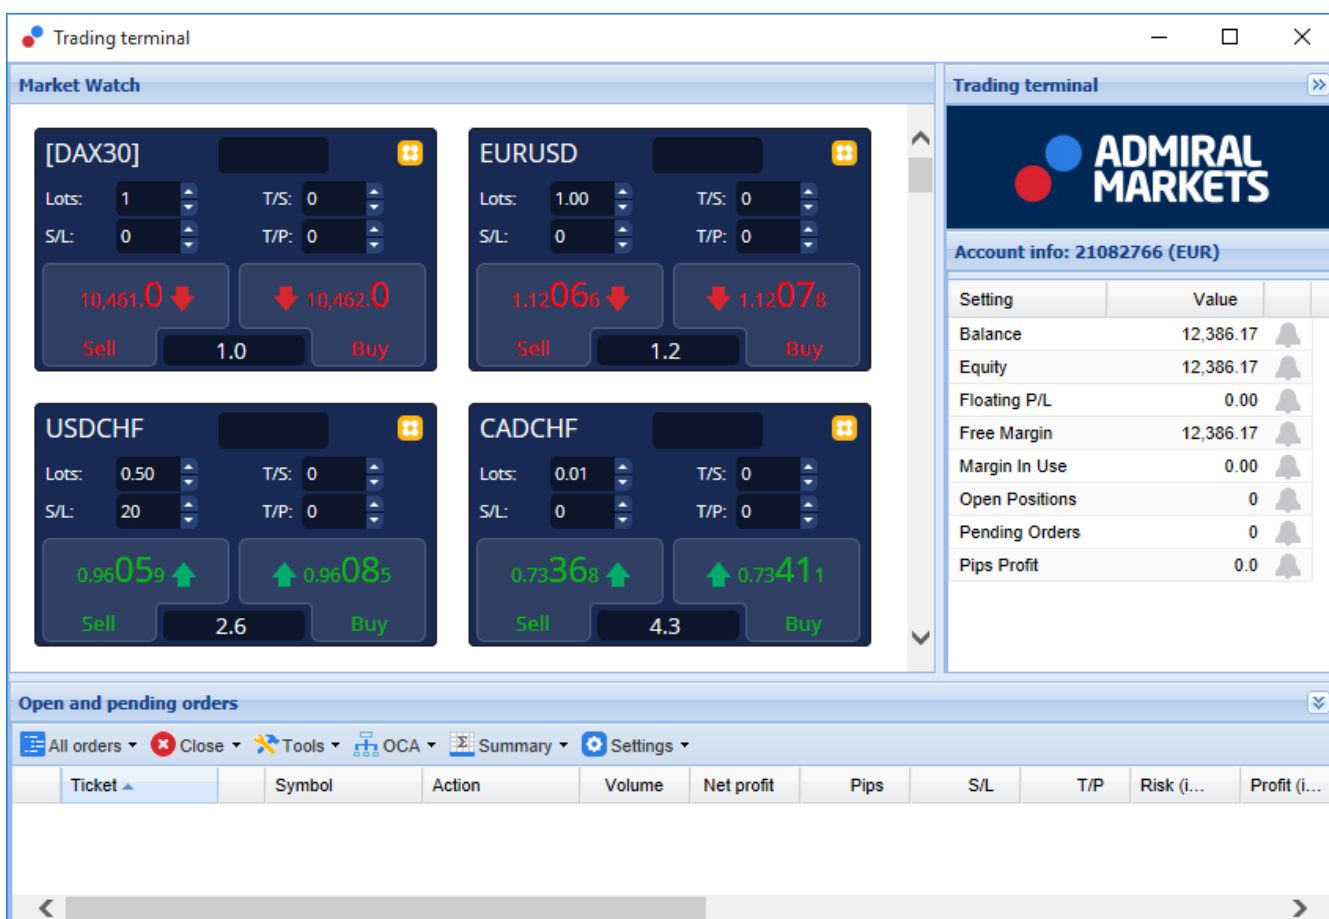 Trading terminal
Market Watch
[DAX30]
Lots: 1 T/S: 0
S/L: 0 T/P: 0
10,461.0 10,462.0
Sell 1.0 Buy
EURUSD
Lots: 1.00 T/S: 0
S/L: 0 T/P: 0
1.12066 1.12078
Sell 1.2 Buy
USDCHF
Lots: 0.50 T/S: 0
S/L: 20 T/P: 0
0.96059 0.96085
Sell 2.6 Buy
CADCHF
Lots: 0.01 T/S: 0
S/L: 0 T/P: 0
0.73368 0.73411
Sell 4.3 Buy
Trading terminal
ADMIRAL
MARKETS
Account info: 21082766 (EUR)
Setting Value
Balance 12,386.17
Equity 12,386.17
Floating P/L 0.00
Free Margin 12,386.17
Margin In Use 0.00
Open Positions 0
Pending Orders 0
Pips Profit 0.0
Open and pending orders
All orders Close Tools OCA Summary Settings
Ticket Symbol Action Volume Net profit Pips S/L T/P Risk (i... Profit (i...